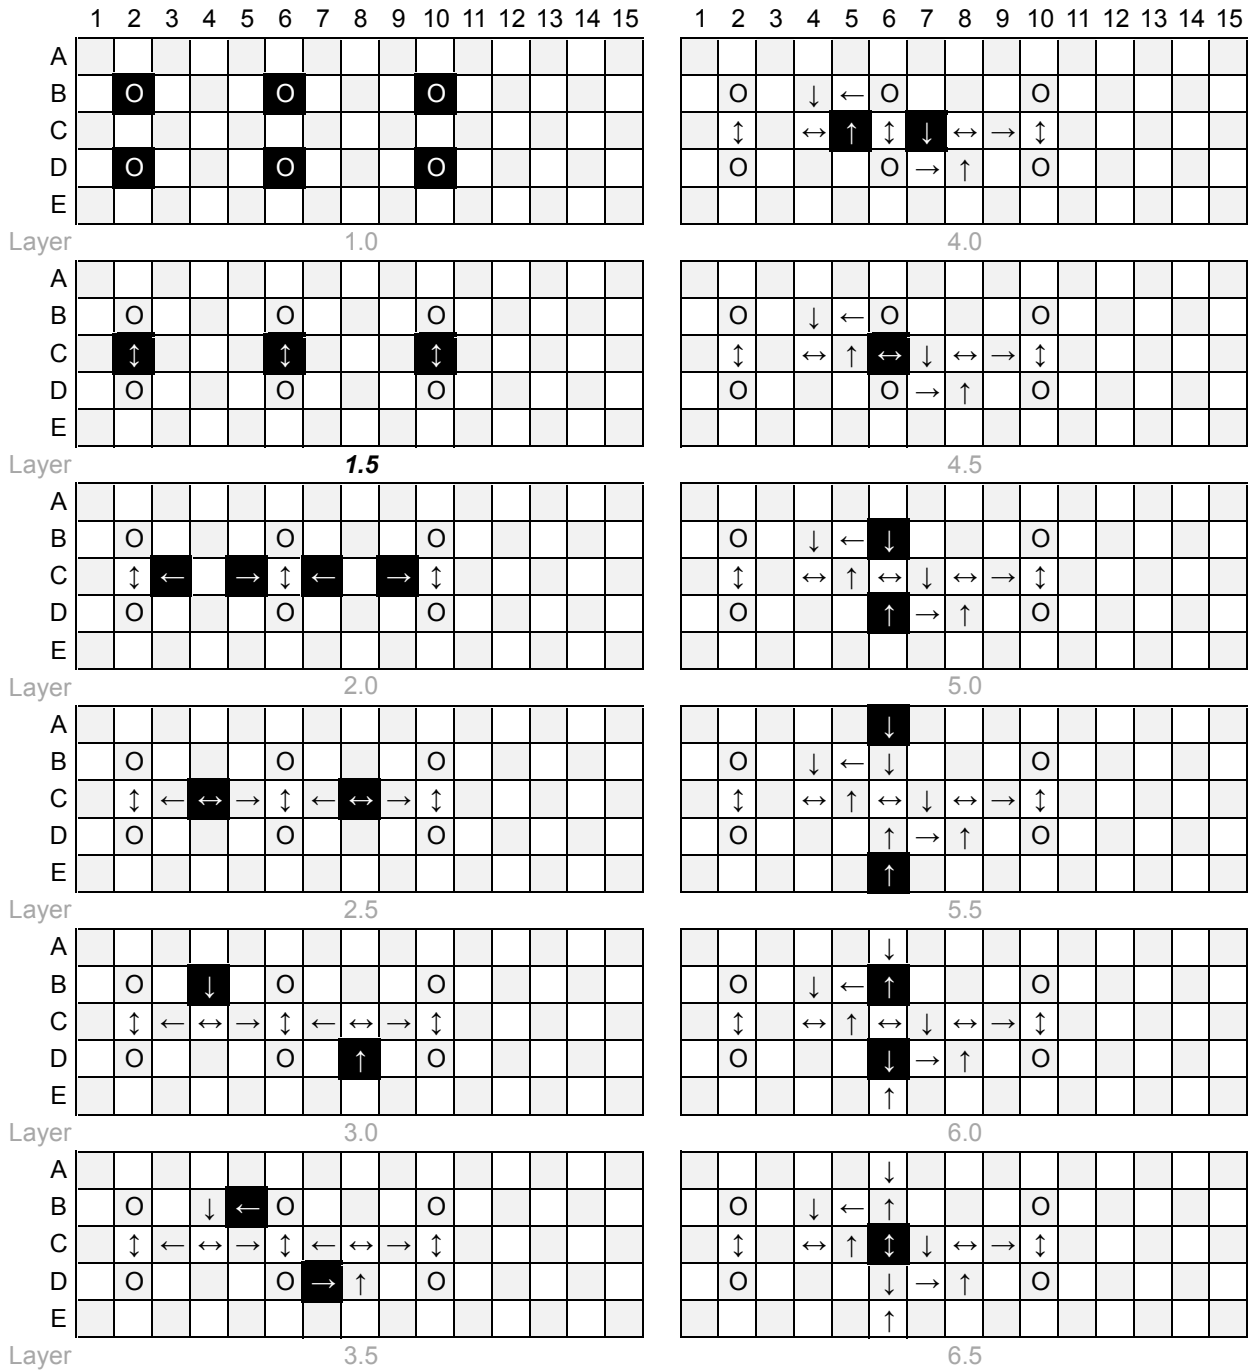 1 2 3 4 5 6 7 8 9 10 11 12 13 14 15
A
B O O O
C
D O O O
E
Layer 1.0
A
B O O O
C ↕ ↕ ↕
D O O O
E
Layer 1.5
A
B O O O
C ↕ ← → ↕ ← → ↕
D O O O
E
Layer 2.0
A
B O O O
C ↕ ← ↔ → ↕ ← ↔ → ↕
D O O O
E
Layer 2.5
A
B O ↓ O O
C ↕ ← ↔ → ↕ ← ↔ → ↕
D O O ↑ O
E
Layer 3.0
A
B O ↓ ← O O
C ↕ ← ↔ → ↕ ← ↔ → ↕
D O O → ↑ O
E
Layer 3.5
1 2 3 4 5 6 7 8 9 10 11 12 13 14 15
O ↓ ← O O
↕ ↔ ↑ ↕ ↓ ↔ → ↕
O O → ↑ O
4.0
O ↓ ← O O
↕ ↔ ↑ ↔ ↓ ↔ → ↕
O O → ↑ O
4.5
O ↓ ← ↓ O
↕ ↔ ↑ ↔ ↓ ↔ → ↕
O ↑ → ↑ O
5.0
↓
O ↓ ← ↓ O
↕ ↔ ↑ ↔ ↓ ↔ → ↕
O ↑ → ↑ O
↑
5.5
↓
O ↓ ← ↑ O
↕ ↔ ↑ ↔ ↓ ↔ → ↕
O ↓ → ↑ O
↑
6.0
↓
O ↓ ← ↑ O
↕ ↔ ↑ ↕ ↓ ↔ → ↕
O ↓ → ↑ O
↑
6.5